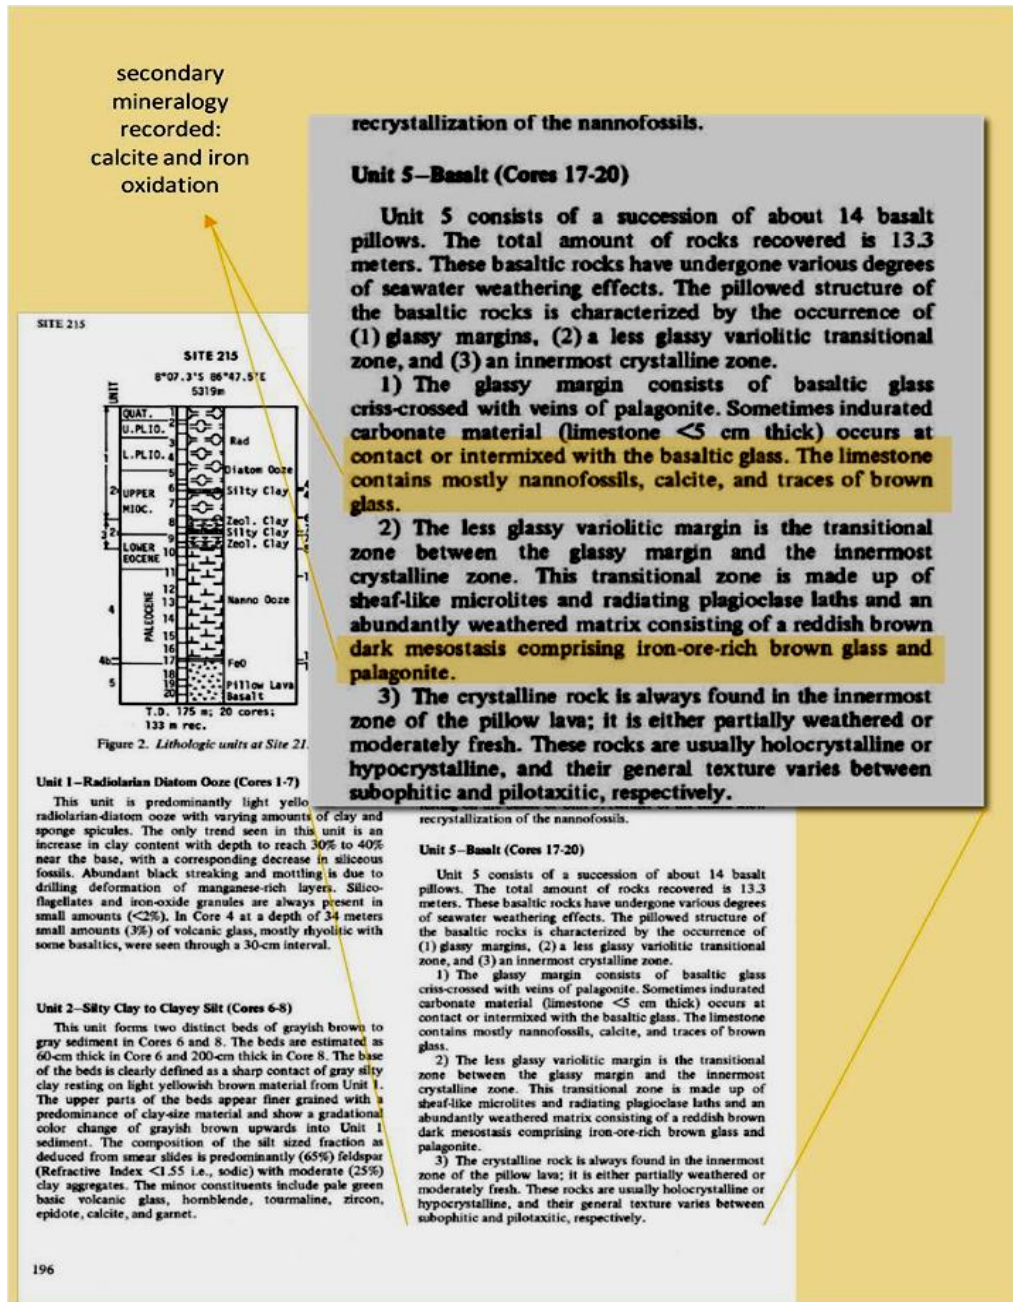 secondary
mineralogy
recorded:
calcite and iron
oxidation
recrystallization of the nannofossils.
Unit 5—Basalt (Cores 17-20)
Unit 5 consists of a succession of about 14 basalt
pillows. The total amount of rocks recovered is 13.3
meters. These basaltic rocks have undergone various degrees
of seawater weathering effects. The pillowed structure of
the basaltic rocks is characterized by the occurrence of
(1) glassy margins, (2) a less glassy variolitic transitional
zone, and (3) an innermost crystalline zone.
1) The glassy margin consists of basaltic glass
criss-crossed with veins of palagonite. Sometimes indurated
carbonate material (limestone <5 cm thick) occurs at
contact or intermixed with the basaltic glass. The limestone
contains mostly nannofossils, calcite, and traces of brown
glass.
2) The less glassy variolitic margin is the transitional
zone between the glassy margin and the innermost
crystalline zone. This transitional zone is made up of
sheaf-like microlites and radiating plagioclase laths and an
abundantly weathered matrix consisting of a reddish brown
dark mesostasis comprising iron-ore-rich brown glass and
palagonite.
3) The crystalline rock is always found in the innermost
zone of the pillow lava; it is either partially weathered or
moderately fresh. These rocks are usually holocrystalline or
hypocrystalline, and their general texture varies between
subophitic and pilotaxitic, respectively.
SITE 215
SITE 215
8°07.3'S 86°47.5'E
5319m
UNIT
QUAT. 1
U.PLIO. 2
3 Rad
1 L.PLIO. 4
5 Diatom Ooze
2 UPPER 6 Silty Clay
MIOC. 7
8 Zeol. Clay
3 2 9 Silty Clay
LOWER Zeol. Clay
EOCENE 10
11
12
4 PALEOCENE 13 Nanno Ooze
14
15
16
4b 17 FeO
18
5 19 Pillow Lava
20 Basalt
T.D. 175 m; 20 cores;
133 m rec.
Figure 2. Lithologic units at Site 21
Unit 1—Radiolarian Diatom Ooze (Cores 1-7)
This unit is predominantly light yello
radiolarian-diatom ooze with varying amounts of clay and
sponge spicules. The only trend seen in this unit is an
increase in clay content with depth to reach 30% to 40%
near the base, with a corresponding decrease in siliceous
fossils. Abundant black streaking and mottling is due to
drilling deformation of manganese-rich layers. Silico-
flagellates and iron-oxide granules are always present in
small amounts (<2%). In Core 4 at a depth of 34 meters
small amounts (3%) of volcanic glass, mostly rhyolitic with
some basaltics, were seen through a 30-cm interval.
Unit 2—Silty Clay to Clayey Silt (Cores 6-8)
This unit forms two distinct beds of grayish brown to
gray sediment in Cores 6 and 8. The beds are estimated as
60-cm thick in Core 6 and 200-cm thick in Core 8. The base
of the beds is clearly defined as a sharp contact of gray silty
clay resting on light yellowish brown material from Unit 1.
The upper parts of the beds appear finer grained with a
predominance of clay-size material and show a gradational
color change of grayish brown upwards into Unit 1
sediment. The composition of the silt sized fraction as
deduced from smear slides is predominantly (65%) feldspar
(Refractive Index <1.55 i.e., sodic) with moderate (25%)
clay aggregates. The minor constituents include pale green
basic volcanic glass, hornblende, tourmaline, zircon,
epidote, calcite, and garnet.
recrystallization of the nannofossils.
Unit 5—Basalt (Cores 17-20)
Unit 5 consists of a succession of about 14 basalt
pillows. The total amount of rocks recovered is 13.3
meters. These basaltic rocks have undergone various degrees
of seawater weathering effects. The pillowed structure of
the basaltic rocks is characterized by the occurrence of
(1) glassy margins, (2) a less glassy variolitic transitional
zone, and (3) an innermost crystalline zone.
1) The glassy margin consists of basaltic glass
criss-crossed with veins of palagonite. Sometimes indurated
carbonate material (limestone <5 cm thick) occurs at
contact or intermixed with the basaltic glass. The limestone
contains mostly nannofossils, calcite, and traces of brown
glass.
2) The less glassy variolitic margin is the transitional
zone between the glassy margin and the innermost
crystalline zone. This transitional zone is made up of
sheaf-like microlites and radiating plagioclase laths and an
abundantly weathered matrix consisting of a reddish brown
dark mesostasis comprising iron-ore-rich brown glass and
palagonite.
3) The crystalline rock is always found in the innermost
zone of the pillow lava; it is either partially weathered or
moderately fresh. These rocks are usually holocrystalline or
hypocrystalline, and their general texture varies between
subophitic and pilotaxitic, respectively.
196